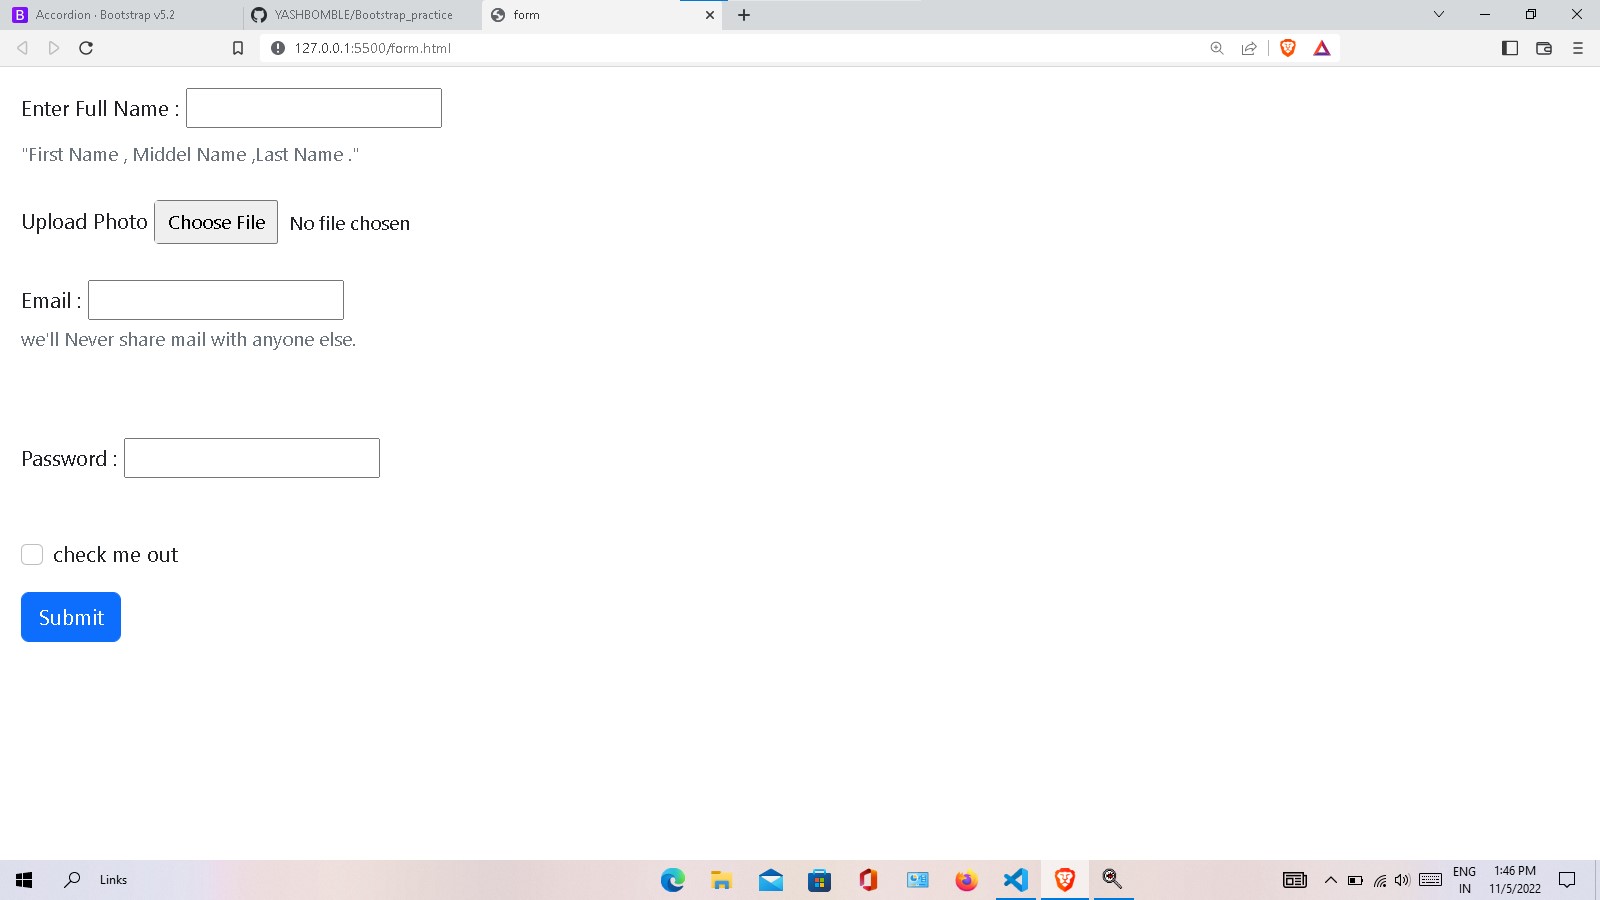 Accordion · Bootstrap v5.2
YASHBOMBLE/Bootstrap_practice
form
127.0.0.1:5500/form.html
Enter Full Name :
"First Name , Middel Name ,Last Name ."
Upload Photo Choose File No file chosen
Email :
we'll Never share mail with anyone else.
Password :
check me out
Submit
Links
ENG
IN
1:46 PM
11/5/2022